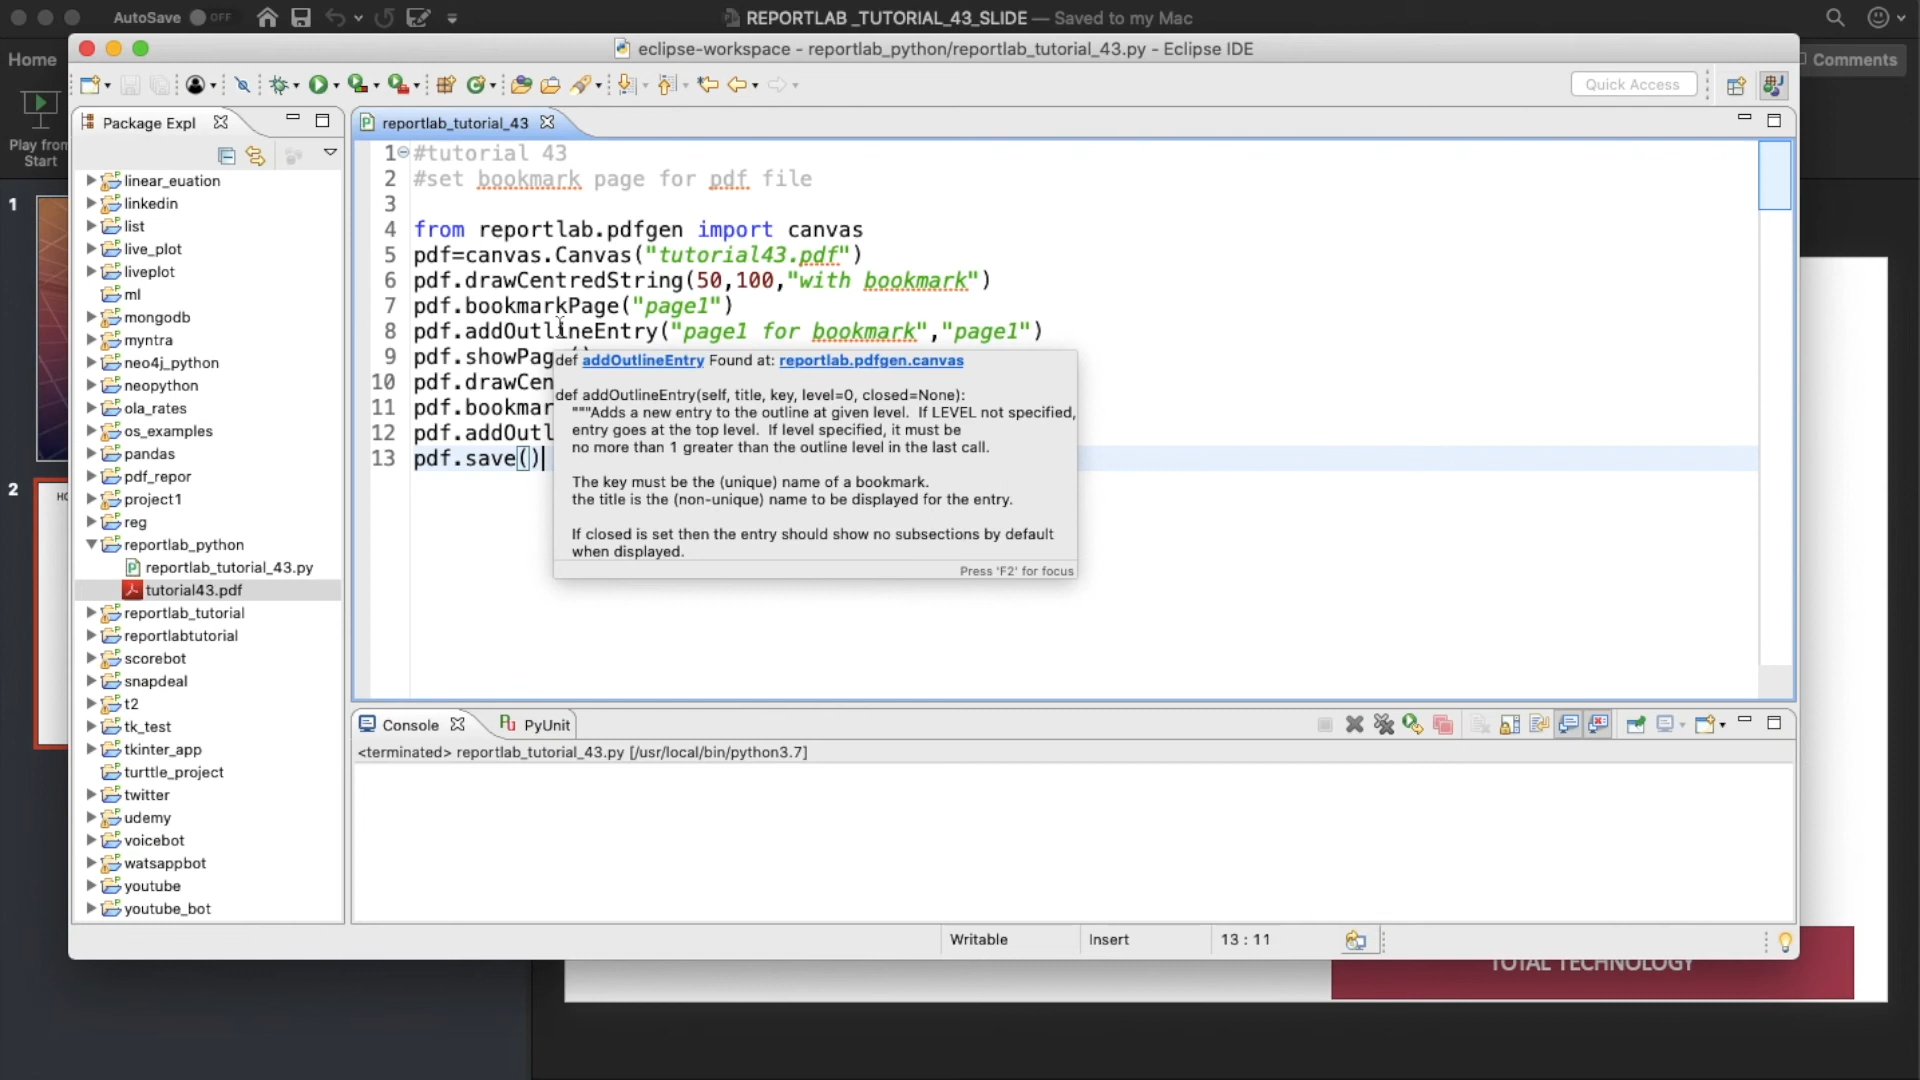 AutoSave OFF
REPORTLAB _TUTORIAL_43_SLIDE — Saved to my Mac
Home
Comments
Play from
Start
1
2
eclipse-workspace - reportlab_python/reportlab_tutorial_43.py - Eclipse IDE
Quick Access
Package Expl
linear_euation
linkedin
list
live_plot
liveplot
ml
mongodb
myntra
neo4j_python
neopython
ola_rates
os_examples
pandas
pdf_repor
project1
reg
reportlab_python
reportlab_tutorial_43.py
tutorial43.pdf
reportlab_tutorial
reportlabtutorial
scorebot
snapdeal
t2
tk_test
tkinter_app
turttle_project
twitter
udemy
voicebot
watsappbot
youtube
youtube_bot
reportlab_tutorial_43
1 #tutorial 43
2 #set bookmark page for pdf file
3
4 from reportlab.pdfgen import canvas
5 pdf=canvas.Canvas("tutorial43.pdf")
6 pdf.drawCentredString(50,100,"with bookmark")
7 pdf.bookmarkPage("page1")
8 pdf.addOutlineEntry("page1 for bookmark","page1")
9 pdf.showPag
10 pdf.drawCen
11 pdf.bookmar
12 pdf.addOutl
13 pdf.save()
def addOutlineEntry Found at: reportlab.pdfgen.canvas
def addOutlineEntry(self, title, key, level=0, closed=None):
"""Adds a new entry to the outline at given level. If LEVEL not specified,
entry goes at the top level. If level specified, it must be
no more than 1 greater than the outline level in the last call.
The key must be the (unique) name of a bookmark.
the title is the (non-unique) name to be displayed for the entry.
If closed is set then the entry should show no subsections by default
when displayed.
Press 'F2' for focus
Console
PyUnit
<terminated> reportlab_tutorial_43.py [/usr/local/bin/python3.7]
Writable
Insert
13 : 11
TOTAL TECHNOLOGY